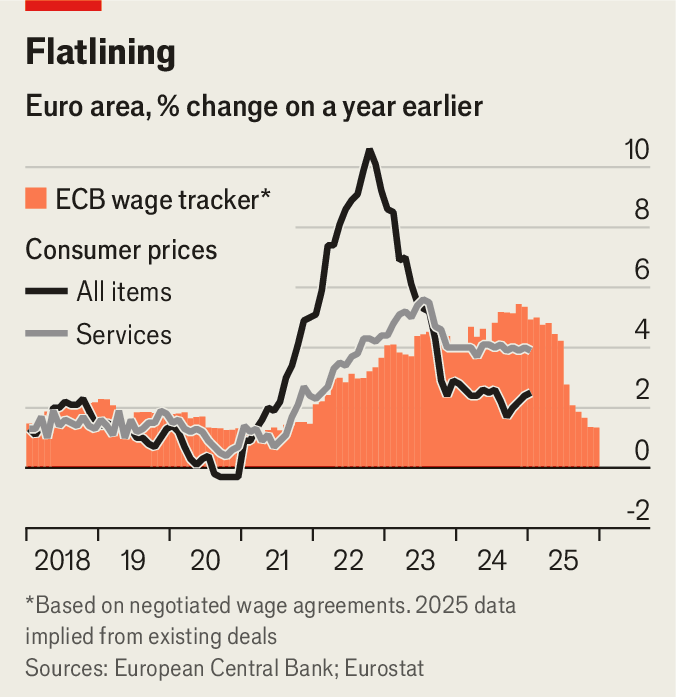 Flatlining
Euro area, % change on a year earlier
10
ECB wage tracker*
8
Consumer prices
6
All items
Services
4
2
0
-2
2018 19 20 21 22 23 24 25
*Based on negotiated wage agreements. 2025 data
implied from existing deals
Sources: European Central Bank; Eurostat